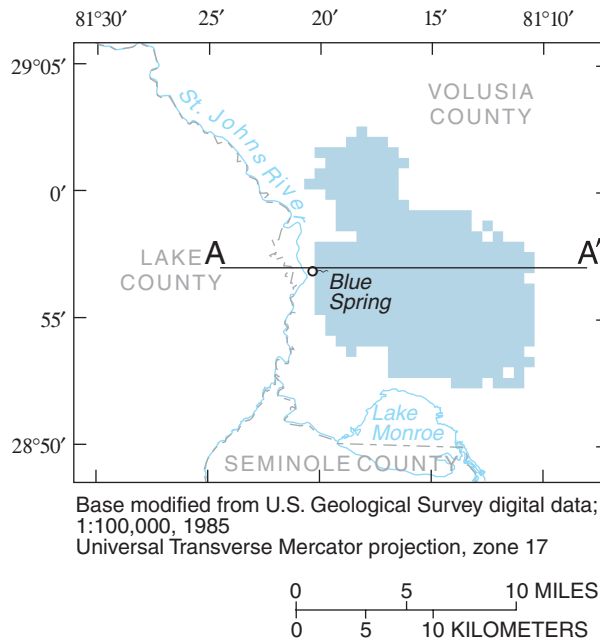 81°30′ 25′ 20′ 15′ 81°10′
29°05′
VOLUSIA
COUNTY
St. Johns River
0′
A A′
LAKE
COUNTY
Blue
Spring
55′
Lake
Monroe
28°50′
SEMINOLE COUNTY
Base modified from U.S. Geological Survey digital data;
1:100,000, 1985
Universal Transverse Mercator projection, zone 17
0 5 10 MILES
0 5 10 KILOMETERS